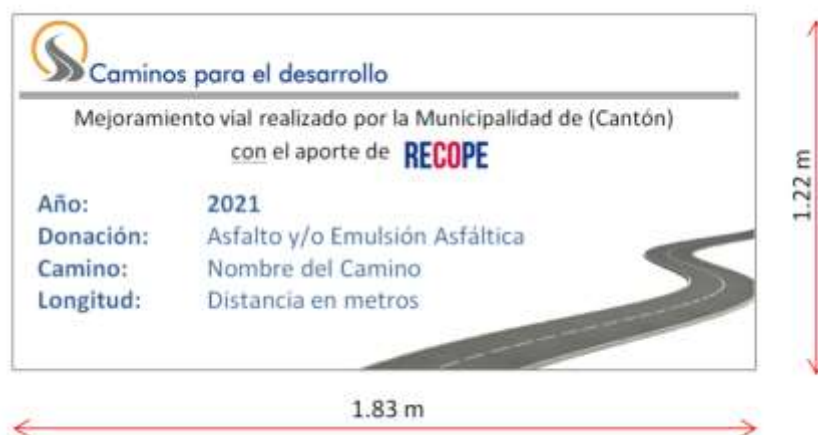 Caminos para el desarrollo
Mejoramiento vial realizado por la Municipalidad de (Cantón)
con el aporte de RECOPE
Año: 2021
Donación: Asfalto y/o Emulsión Asfáltica
Camino: Nombre del Camino
Longitud: Distancia en metros
1.22 m
1.83 m